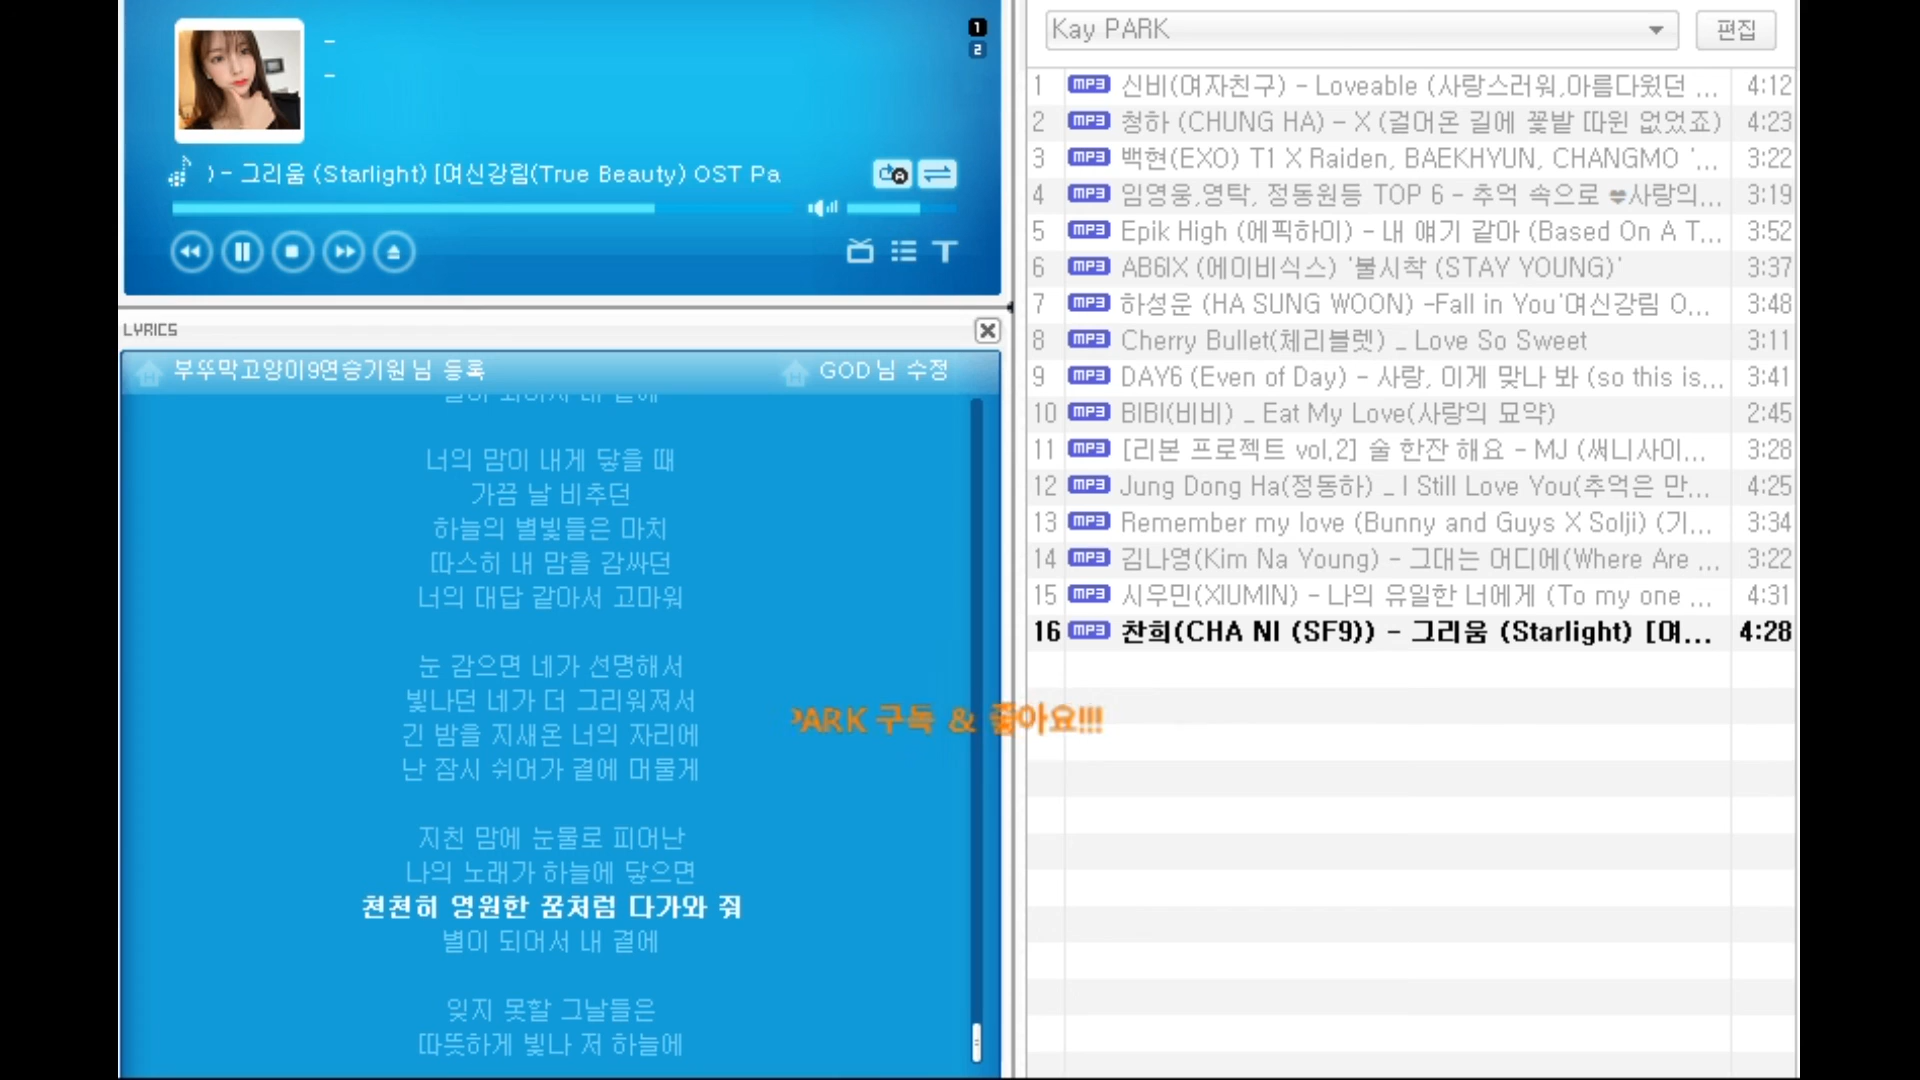 1
2
) - 그리움 (Starlight) [여신강림(True Beauty) OST Pa
A
T
LYRICS
부뚜막고양이9연승기원 님 등록
GOD 님 수정
별이 되어서 내 곁에
너의 맘이 내게 닿을 때
가끔 날 비추던
하늘의 별빛들은 마치
따스히 내 맘을 감싸던
너의 대답 같아서 고마워
눈 감으면 네가 선명해서
빛나던 네가 더 그리워져서
긴 밤을 지새온 너의 자리에
난 잠시 쉬어가 곁에 머물게
지친 맘에 눈물로 피어난
나의 노래가 하늘에 닿으면
천천히 영원한 꿈처럼 다가와 줘
별이 되어서 내 곁에
잊지 못할 그날들은
따뜻하게 빛나 저 하늘에
PARK 구독 & 좋아요!!!
Kay PARK
편집
1 MP3 신비(여자친구) - Loveable (사랑스러워,아름다웠던 ... 4:12
2 MP3 청하 (CHUNG HA) - X (걸어온 길에 꽃밭 따윈 없었죠) 4:23
3 MP3 백현(EXO) T1 X Raiden, BAEKHYUN, CHANGMO '... 3:22
4 MP3 임영웅,영탁, 정동원등 TOP 6 - 추억 속으로 ❤사랑의... 3:19
5 MP3 Epik High (에픽하이) - 내 얘기 같아 (Based On A T... 3:52
6 MP3 AB6IX (에이비식스) '불시착 (STAY YOUNG)' 3:37
7 MP3 하성운 (HA SUNG WOON) -Fall in You'여신강림 O... 3:48
8 MP3 Cherry Bullet(체리블렛) _ Love So Sweet 3:11
9 MP3 DAY6 (Even of Day) - 사랑, 이게 맞나 봐 (so this is... 3:41
10 MP3 BIBI(비비) _ Eat My Love(사랑의 묘약) 2:45
11 MP3 [리본 프로젝트 vol.2] 술 한잔 해요 - MJ (써니사이... 3:28
12 MP3 Jung Dong Ha(정동하) _ I Still Love You(추억은 만... 4:25
13 MP3 Remember my love (Bunny and Guys X Solji) (기... 3:34
14 MP3 김나영(Kim Na Young) - 그대는 어디에(Where Are ... 3:22
15 MP3 시우민(XIUMIN) - 나의 유일한 너에게 (To my one ... 4:31
16 MP3 찬희(CHA NI (SF9)) - 그리움 (Starlight) [여... 4:28